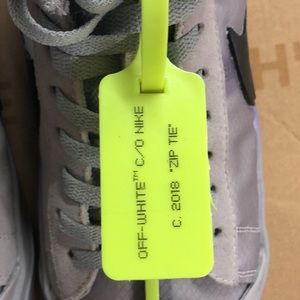 OFF-WHITE™ C/O NIKE
C. 2018 "ZIP TIE"